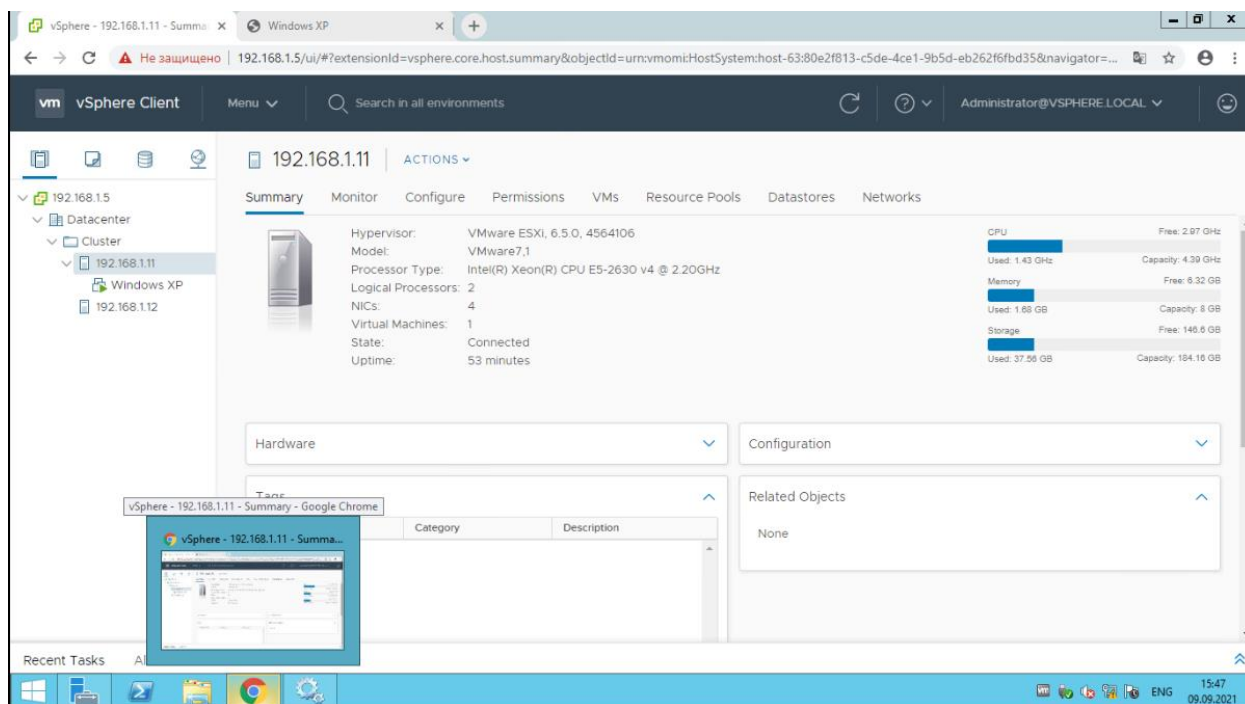 vSphere - 192.168.1.11 - Summa
Windows XP
Не защищено
192.168.1.5/ui/#?extensionId=vsphere.core.host.summary&objectId=urn:vmomi:HostSystem:host-63:80e2f813-c5de-4ce1-9b5d-eb262f6fbd35&navigator=...
vm vSphere Client
Menu
Search in all environments
Administrator@VSPHERE.LOCAL
192.168.1.5
Datacenter
Cluster
192.168.1.11
Windows XP
192.168.1.12
192.168.1.11
ACTIONS
Summary Monitor Configure Permissions VMs Resource Pools Datastores Networks
Hypervisor: VMware ESXi, 6.5.0, 4564106
Model: VMware7,1
Processor Type: Intel(R) Xeon(R) CPU E5-2630 v4 @ 2.20GHz
Logical Processors: 2
NICs: 4
Virtual Machines: 1
State: Connected
Uptime: 53 minutes
CPU Free: 2.97 GHz
Used: 1.43 GHz Capacity: 4.39 GHz
Memory Free: 6.32 GB
Used: 1.68 GB Capacity: 8 GB
Storage Free: 146.6 GB
Used: 37.56 GB Capacity: 184.16 GB
Hardware
Configuration
Tags
Category Description
Related Objects
None
vSphere - 192.168.1.11 - Summary - Google Chrome
vSphere - 192.168.1.11 - Summa...
Recent Tasks
ENG
15:47
09.09.2021